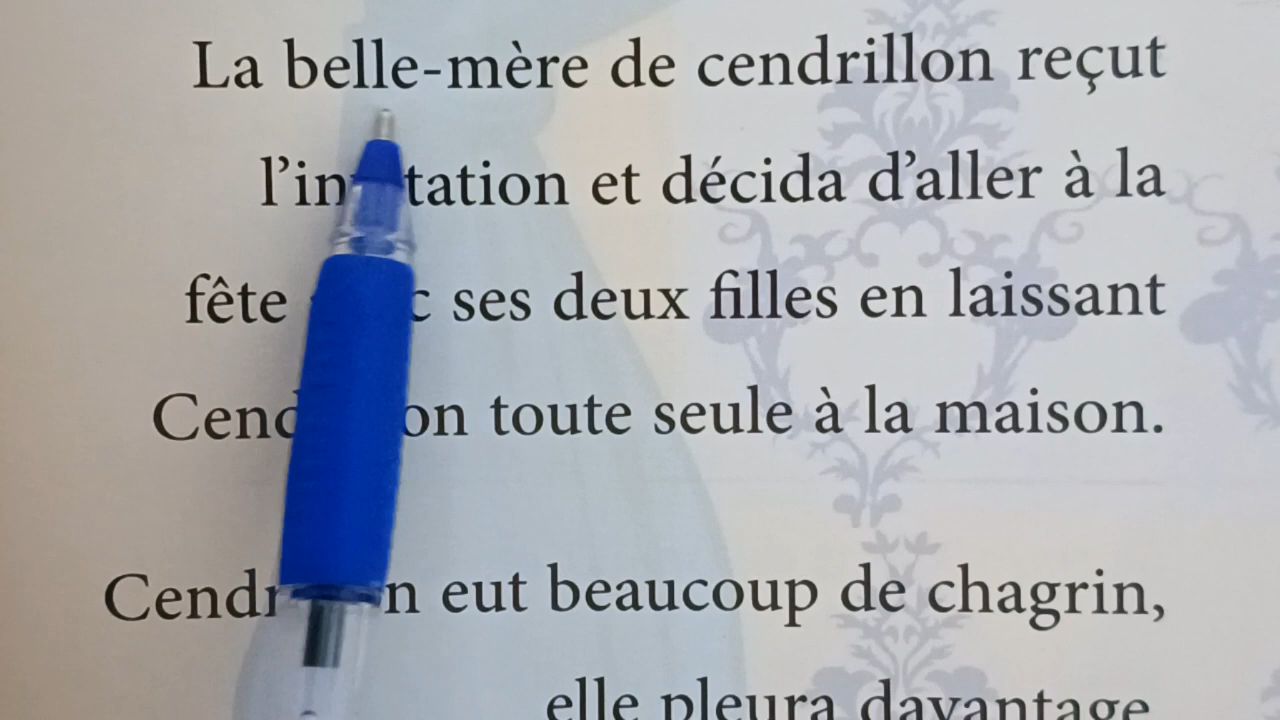 La belle-mère de cendrillon reçut
et décida d'aller à la
fête ses deux filles en laissant
toute seule à la maison.
eut beaucoup de chagrin,
elle pleura davantage